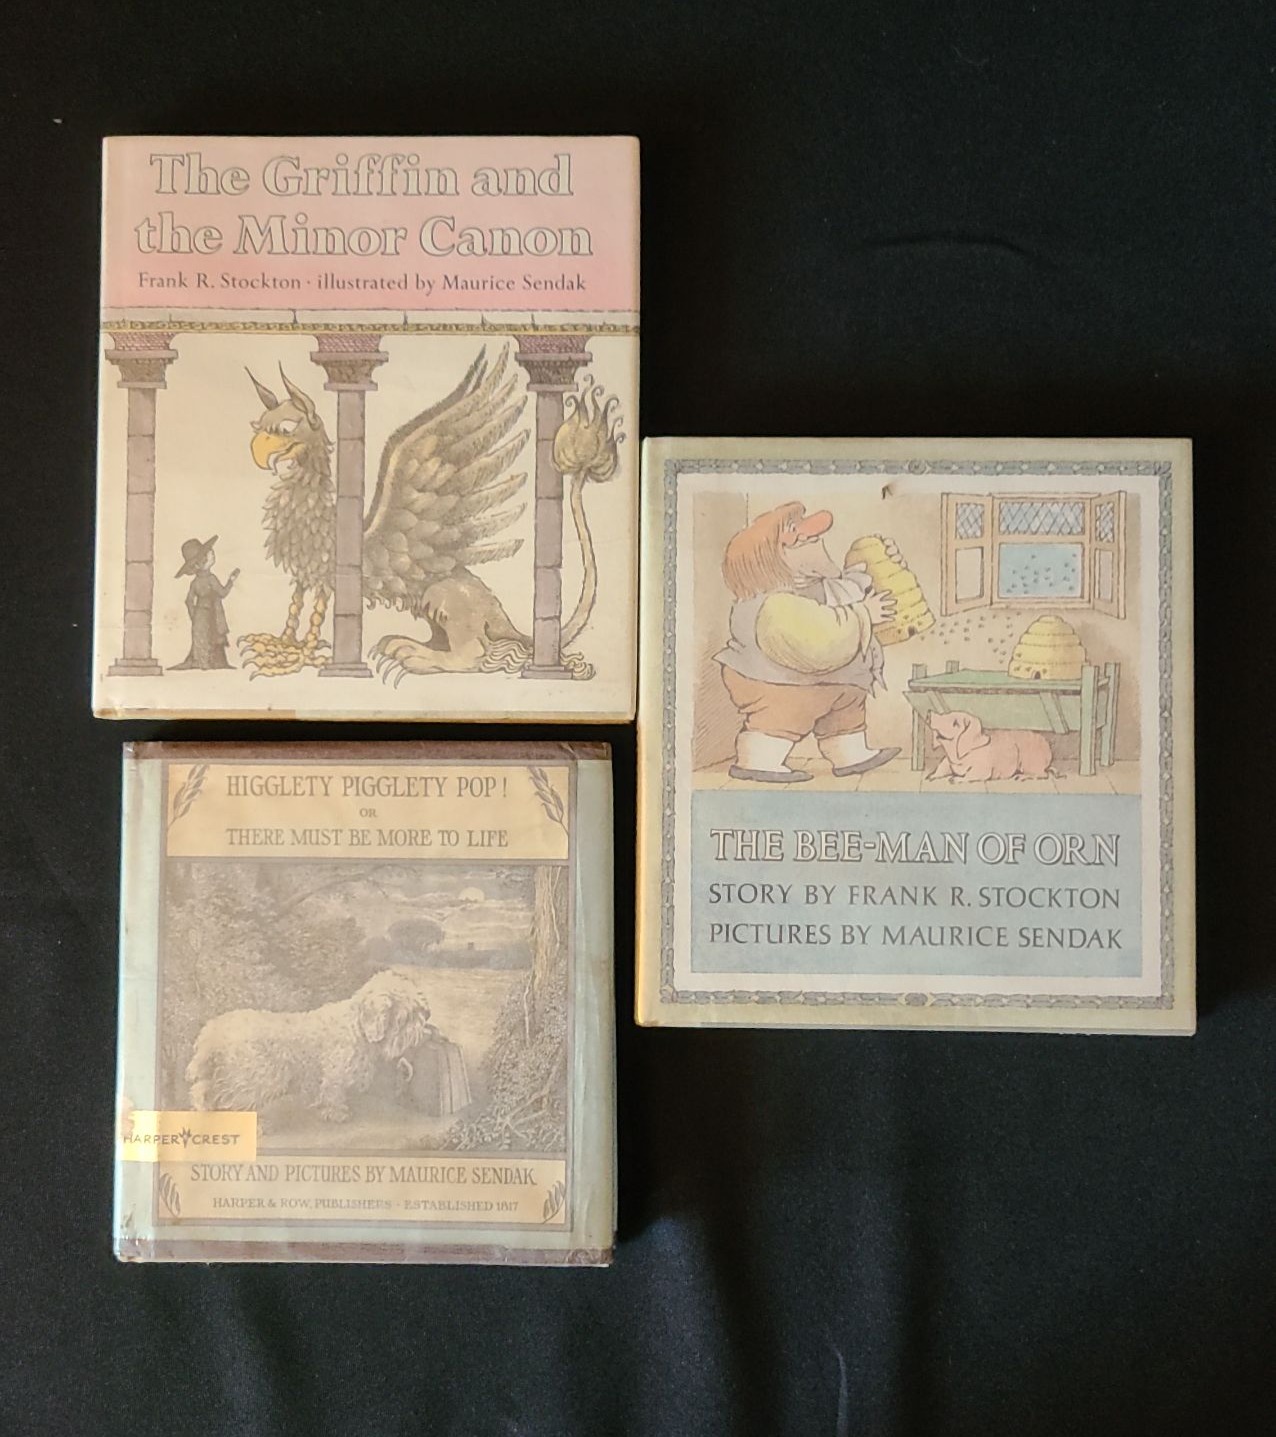 The Griffin and
the Minor Canon
Frank R. Stockton · illustrated by Maurice Sendak
THE BEE-MAN OF ORN
STORY BY FRANK R. STOCKTON
PICTURES BY MAURICE SENDAK
HIGGLETY PIGGLETY POP!
OR
THERE MUST BE MORE TO LIFE
HARPER CREST
STORY AND PICTURES BY MAURICE SENDAK
HARPER & ROW, PUBLISHERS · ESTABLISHED 1817